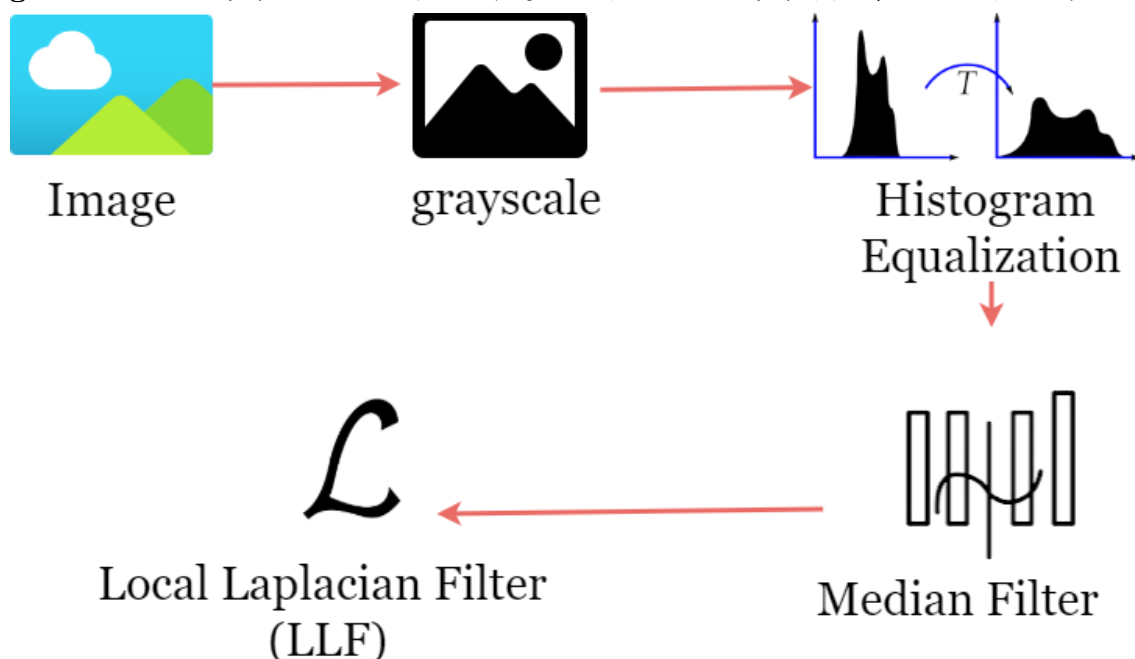 Image
grayscale
T
Histogram
Equalization
Median Filter
ℒ
Local Laplacian Filter
(LLF)